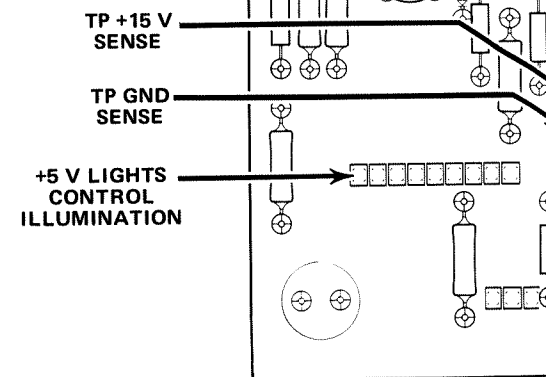 TP +15 V
SENSE
TP GND
SENSE
+5 V LIGHTS
CONTROL
ILLUMINATION